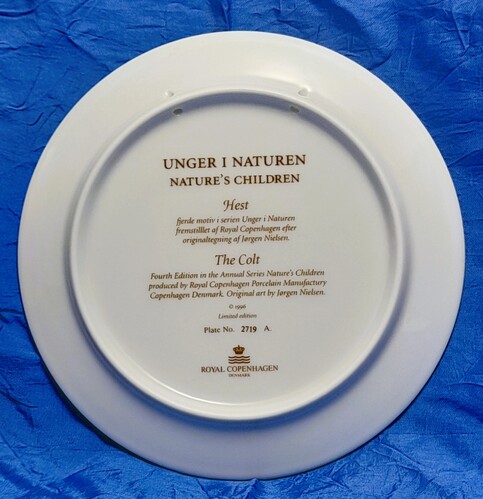 UNGER I NATUREN
NATURE'S CHILDREN
Hest
fjerde motiv i serien Unger i Naturen
fremstilllet af Royal Copenhagen efter
originaltegning af Jørgen Nielsen.
The Colt
Fourth Edition in the Annual Series Nature's Children
produced by Royal Copenhagen Porcelain Manufactury
Copenhagen Denmark. Original art by Jørgen Nielsen.
© 1996
Limited edition
Plate No. 2719 A.
ROYAL COPENHAGEN
DENMARK